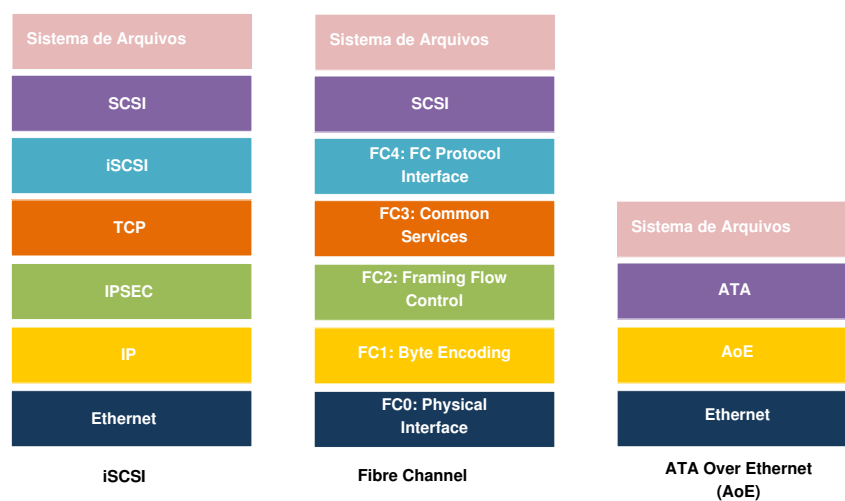 Sistema de Arquivos
SCSI
iSCSI
TCP
IPSEC
IP
Ethernet
iSCSI
Sistema de Arquivos
SCSI
FC4: FC Protocol
Interface
FC3: Common
Services
FC2: Framing Flow
Control
FC1: Byte Encoding
FC0: Physical
Interface
Fibre Channel
Sistema de Arquivos
ATA
AoE
Ethernet
ATA Over Ethernet
(AoE)